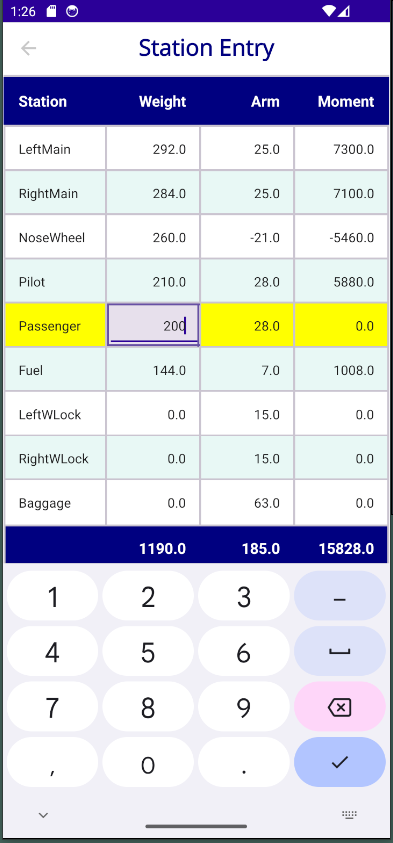 1:26
Station Entry
Station Weight Arm Moment
LeftMain 292.0 25.0 7300.0
RightMain 284.0 25.0 7100.0
NoseWheel 260.0 -21.0 -5460.0
Pilot 210.0 28.0 5880.0
Passenger 200 28.0 0.0
Fuel 144.0 7.0 1008.0
LeftWLock 0.0 15.0 0.0
RightWLock 0.0 15.0 0.0
Baggage 0.0 63.0 0.0
1190.0 185.0 15828.0
1 2 3 –
4 5 6
7 8 9
, 0 .